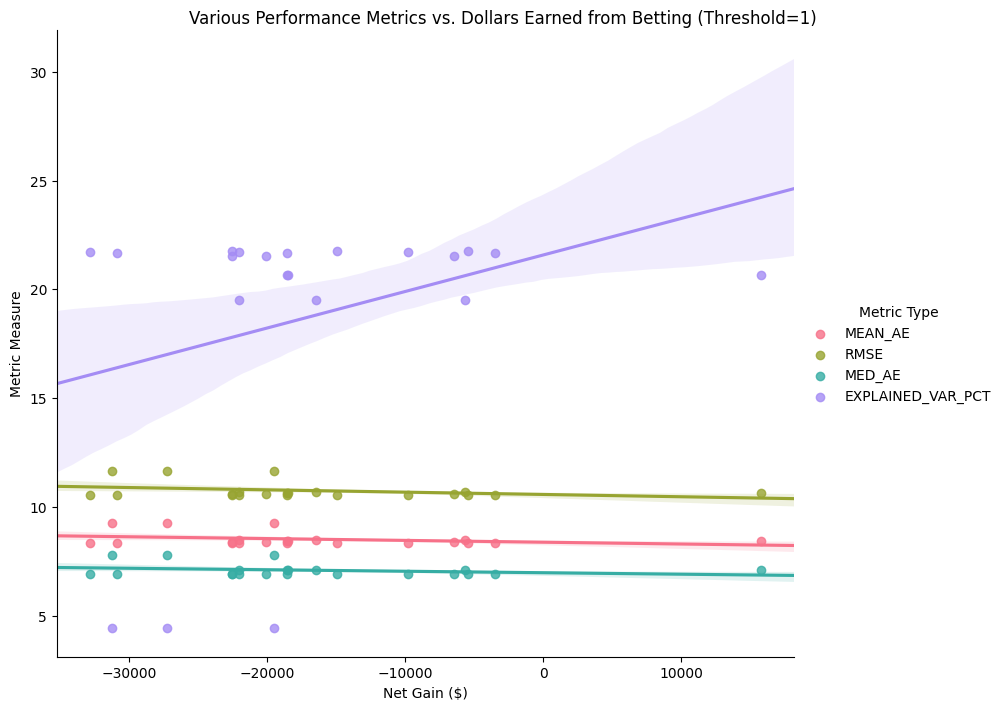 Various Performance Metrics vs. Dollars Earned from Betting (Threshold=1)
30
25
20
15
10
5
Metric Measure
−30000
−20000
−10000
0
10000
Net Gain ($)
Metric Type
MEAN_AE
RMSE
MED_AE
EXPLAINED_VAR_PCT